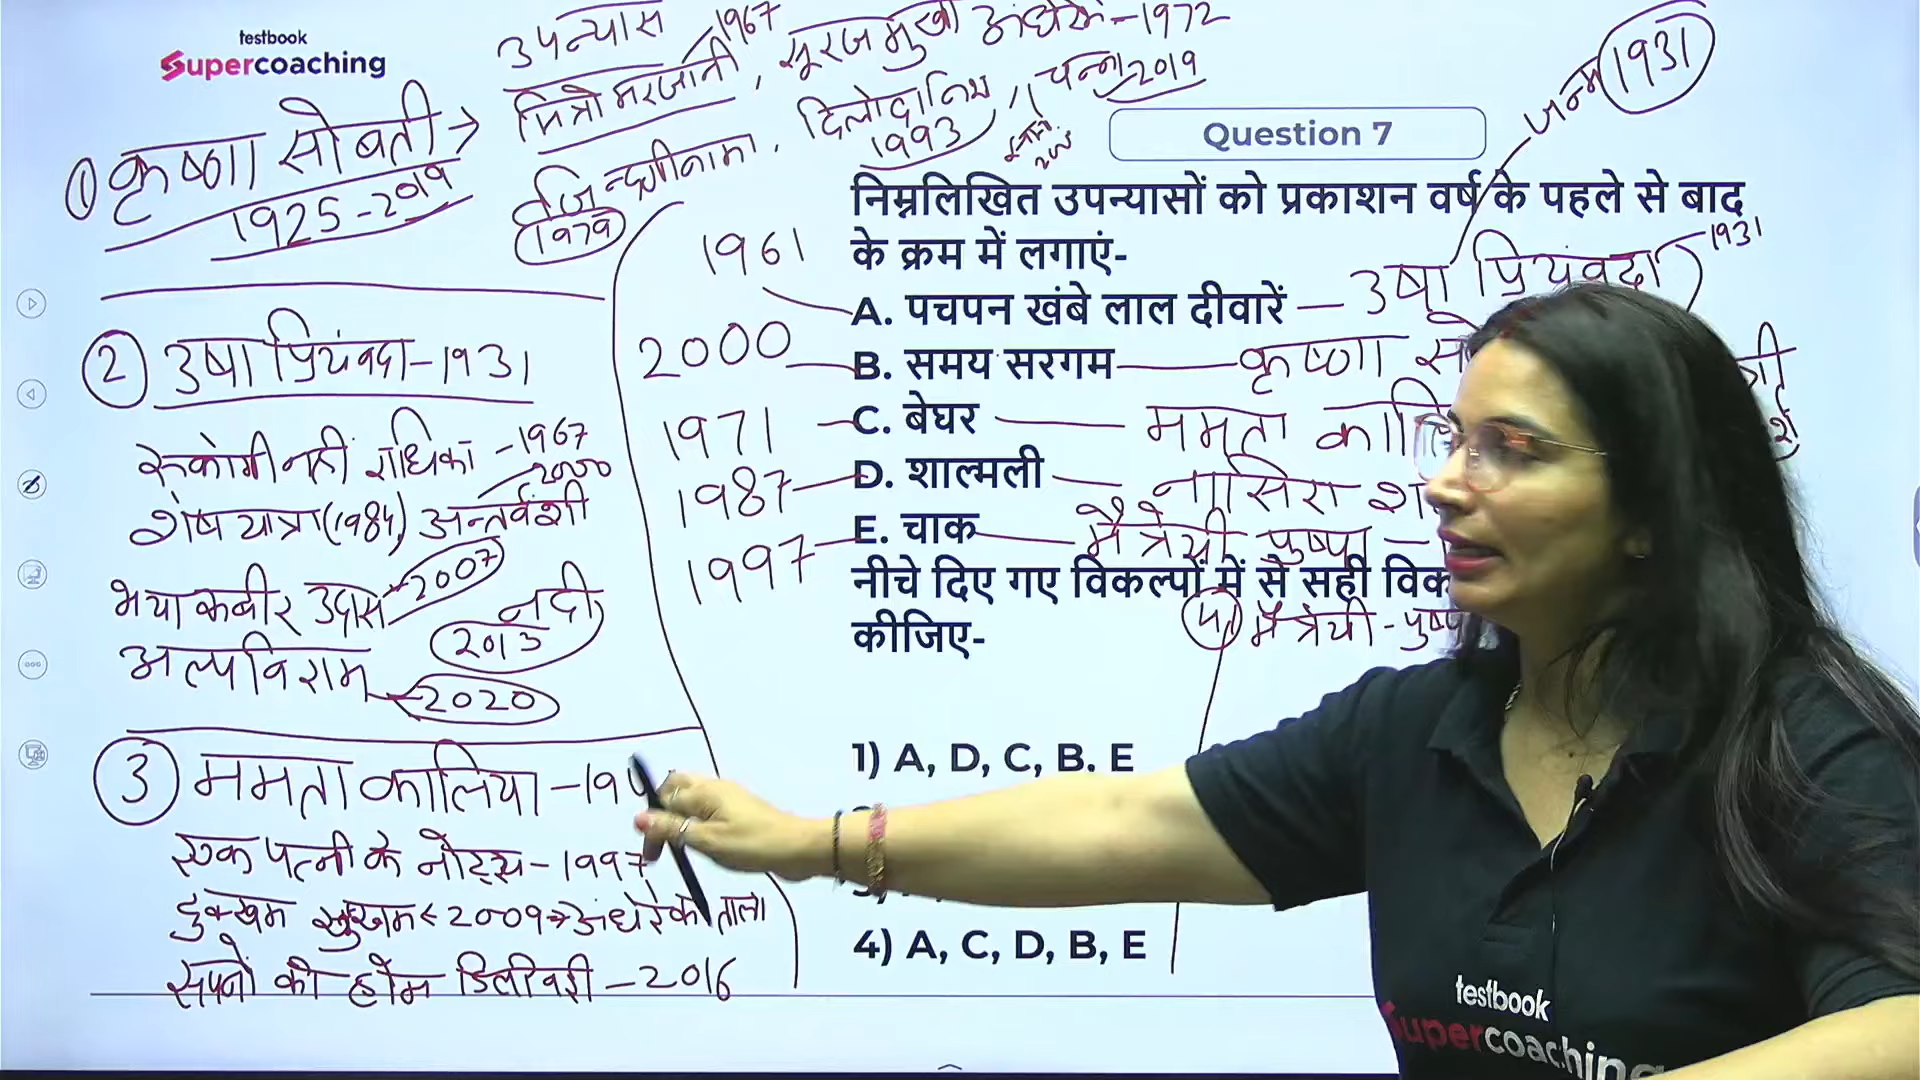 testbook
Supercoaching
उपन्यास
मित्रो मरजानी 1967, सूरजमुखी अंधेरे के - 1972
① कृष्णा सोबती →
1925-2019
जिन्दगीनामा, दिलोदानिश, चन्ना 2019
1979
1993
② उषा प्रियंवदा - 1931
रुकोगी नहीं राधिका - 1967
शेषयात्रा (1984) अन्तर्वंशी 2000
भया कबीर उदास - 2007
नदी 2013
अल्पविराम - 2020
③ ममता कालिया -
एक पत्नी के नोट्स - 1997
दुक्खम सुक्खम < 2009 → अंधेरे का ताला
सपनों की होम डिलीवरी - 2016
Question 7
जन्म 1931
निम्नलिखित उपन्यासों को प्रकाशन वर्ष के पहले से बाद
के क्रम में लगाएं-
1961 A. पचपन खंबे लाल दीवारें - उषा प्रियंवदा 1931
2000 B. समय सरगम - कृष्णा
1971 C. बेघर - ममता
1987 D. शाल्मली - नासिरा
1997 E. चाक - मैत्रेयी पुष्पा -
नीचे दिए गए विकल्पों में से सही
कीजिए-
मैत्रेयी -
1) A, D, C, B. E
4) A, C, D, B, E
testbook
Supercoaching